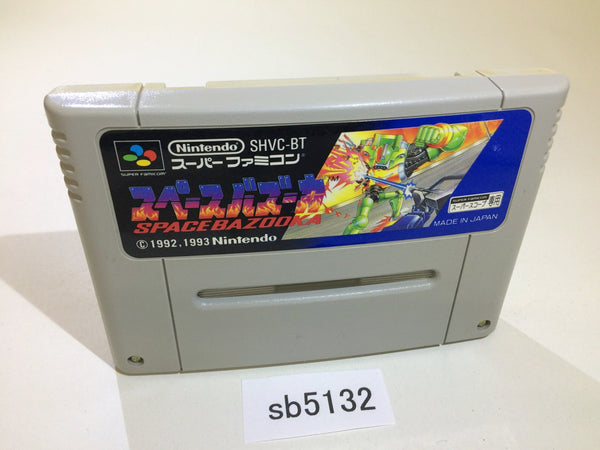 SUPER FAMICOM
Nintendo SHVC-BT
スーパーファミコン
スペースバズーカ
SPACE BAZOOKA
© 1992,1993 Nintendo
SUPER FAMICOM
スーパースコープ 専用
MADE IN JAPAN
sb5132